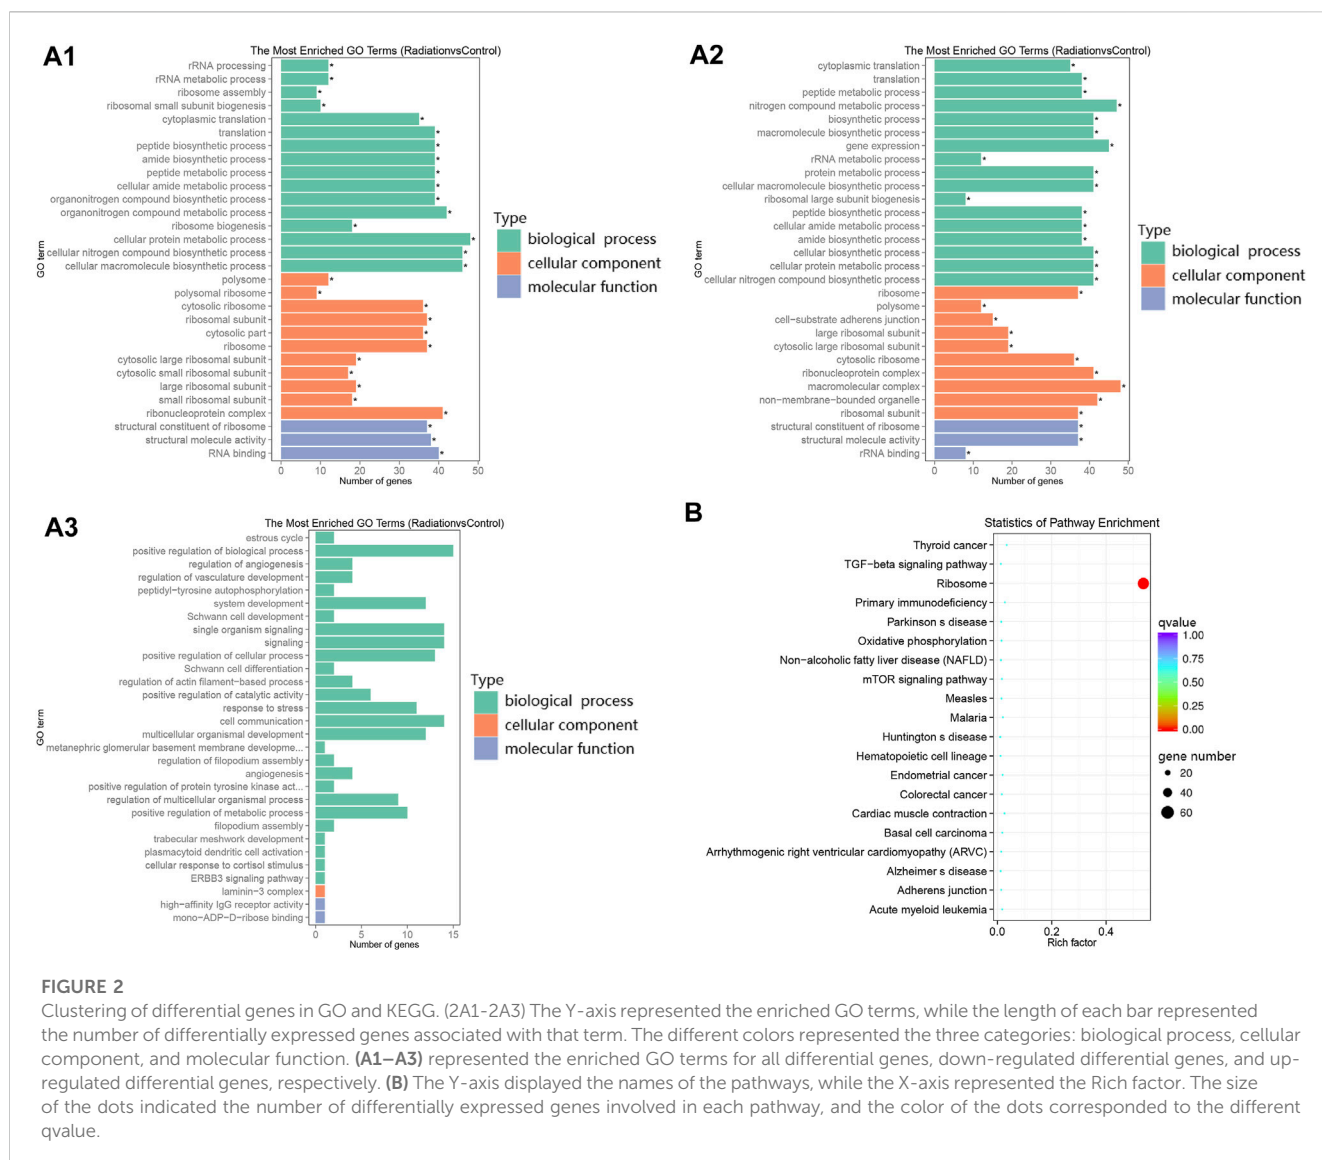 A1
The Most Enriched GO Terms (RadiationvsControl)
rRNA processing
rRNA metabolic process
ribosome assembly
ribosomal small subunit biogenesis
cytoplasmic translation
translation
peptide biosynthetic process
amide biosynthetic process
peptide metabolic process
cellular amide metabolic process
organonitrogen compound biosynthetic process
organonitrogen compound metabolic process
ribosome biogenesis
cellular protein metabolic process
cellular nitrogen compound biosynthetic process
cellular macromolecule biosynthetic process
polysome
polysomal ribosome
cytosolic ribosome
ribosomal subunit
cytosolic part
ribosome
cytosolic large ribosomal subunit
cytosolic small ribosomal subunit
large ribosomal subunit
small ribosomal subunit
ribonucleoprotein complex
structural constituent of ribosome
structural molecule activity
RNA binding
GO term
0 10 20 30 40 50
Number of genes
Type
biological process
cellular component
molecular function
A2
The Most Enriched GO Terms (RadiationvsControl)
cytoplasmic translation
translation
peptide metabolic process
nitrogen compound metabolic process
biosynthetic process
macromolecule biosynthetic process
gene expression
rRNA metabolic process
protein metabolic process
cellular macromolecule biosynthetic process
ribosomal large subunit biogenesis
peptide biosynthetic process
cellular amide metabolic process
amide biosynthetic process
cellular biosynthetic process
cellular protein metabolic process
cellular nitrogen compound biosynthetic process
ribosome
polysome
cell-substrate adherens junction
large ribosomal subunit
cytosolic large ribosomal subunit
cytosolic ribosome
ribonucleoprotein complex
macromolecular complex
non-membrane-bounded organelle
ribosomal subunit
structural constituent of ribosome
structural molecule activity
rRNA binding
GO term
0 10 20 30 40 50
Number of genes
Type
biological process
cellular component
molecular function
A3
The Most Enriched GO Terms (RadiationvsControl)
estrous cycle
positive regulation of biological process
regulation of angiogenesis
regulation of vasculature development
peptidyl-tyrosine autophosphorylation
system development
Schwann cell development
single organism signaling
signaling
positive regulation of cellular process
Schwann cell differentiation
regulation of actin filament-based process
positive regulation of catalytic activity
response to stress
cell communication
multicellular organismal development
metanephric glomerular basement membrane developme...
regulation of filopodium assembly
angiogenesis
positive regulation of protein tyrosine kinase act...
regulation of multicellular organismal process
positive regulation of metabolic process
filopodium assembly
trabecular meshwork development
plasmacytoid dendritic cell activation
cellular response to cortisol stimulus
ERBB3 signaling pathway
laminin-3 complex
high-affinity IgG receptor activity
mono-ADP-D-ribose binding
GO term
0 5 10 15
Number of genes
Type
biological process
cellular component
molecular function
B
Statistics of Pathway Enrichment
Thyroid cancer
TGF-beta signaling pathway
Ribosome
Primary immunodeficiency
Parkinson s disease
Oxidative phosphorylation
Non-alcoholic fatty liver disease (NAFLD)
mTOR signaling pathway
Measles
Malaria
Huntington s disease
Hematopoietic cell lineage
Endometrial cancer
Colorectal cancer
Cardiac muscle contraction
Basal cell carcinoma
Arrhythmogenic right ventricular cardiomyopathy (ARVC)
Alzheimer s disease
Adherens junction
Acute myeloid leukemia
0.0 0.2 0.4
Rich factor
qvalue
1.00
0.75
0.50
0.25
0.00
gene number
20
40
60
FIGURE 2
Clustering of differential genes in GO and KEGG. (2A1-2A3) The Y-axis represented the enriched GO terms, while the length of each bar represented
the number of differentially expressed genes associated with that term. The different colors represented the three categories: biological process, cellular
component, and molecular function. (A1–A3) represented the enriched GO terms for all differential genes, down-regulated differential genes, and up-
regulated differential genes, respectively. (B) The Y-axis displayed the names of the pathways, while the X-axis represented the Rich factor. The size
of the dots indicated the number of differentially expressed genes involved in each pathway, and the color of the dots corresponded to the different
qvalue.